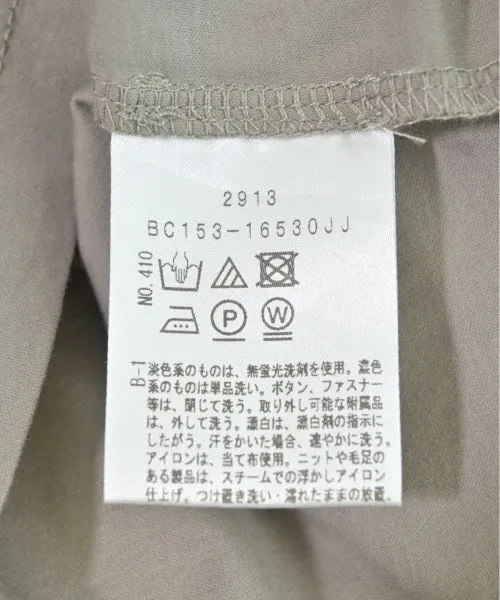 2913
BC153-16530JJ
NO. 410
P
W
B-1
淡色系のものは、無蛍光洗剤を使用。濃色
系のものは単品洗い。ボタン、ファスナー
等は、閉じて洗う。取り外し可能な附属品
は、外して洗う。漂白は、漂白剤の指示に
したがう。汗をかいた場合、速やかに洗う。
アイロンは、当て布使用。ニットや毛足の
ある製品は、スチームでの浮かしアイロン
仕上げ。つけ置き洗い・濡れたままの放置、